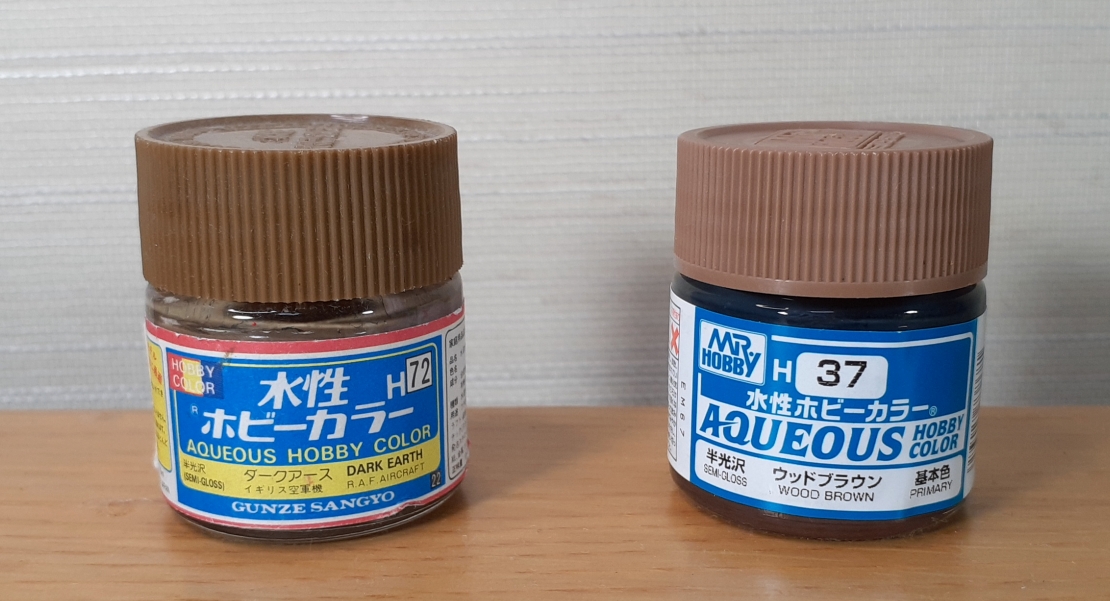 HOBBY
COLOR
水性
H 72
ホビーカラー
AQUEOUS HOBBY COLOR
半光沢
(SEMI-GLOSS)
ダークアース
イギリス空軍機
DARK EARTH
R.A.F. AIRCRAFT
22
GUNZE SANGYO
MR
HOBBY
H 37
水性ホビーカラー®
AQUEOUS HOBBY
COLOR
半光沢
SEMI-GLOSS
ウッドブラウン
WOOD BROWN
基本色
PRIMARY